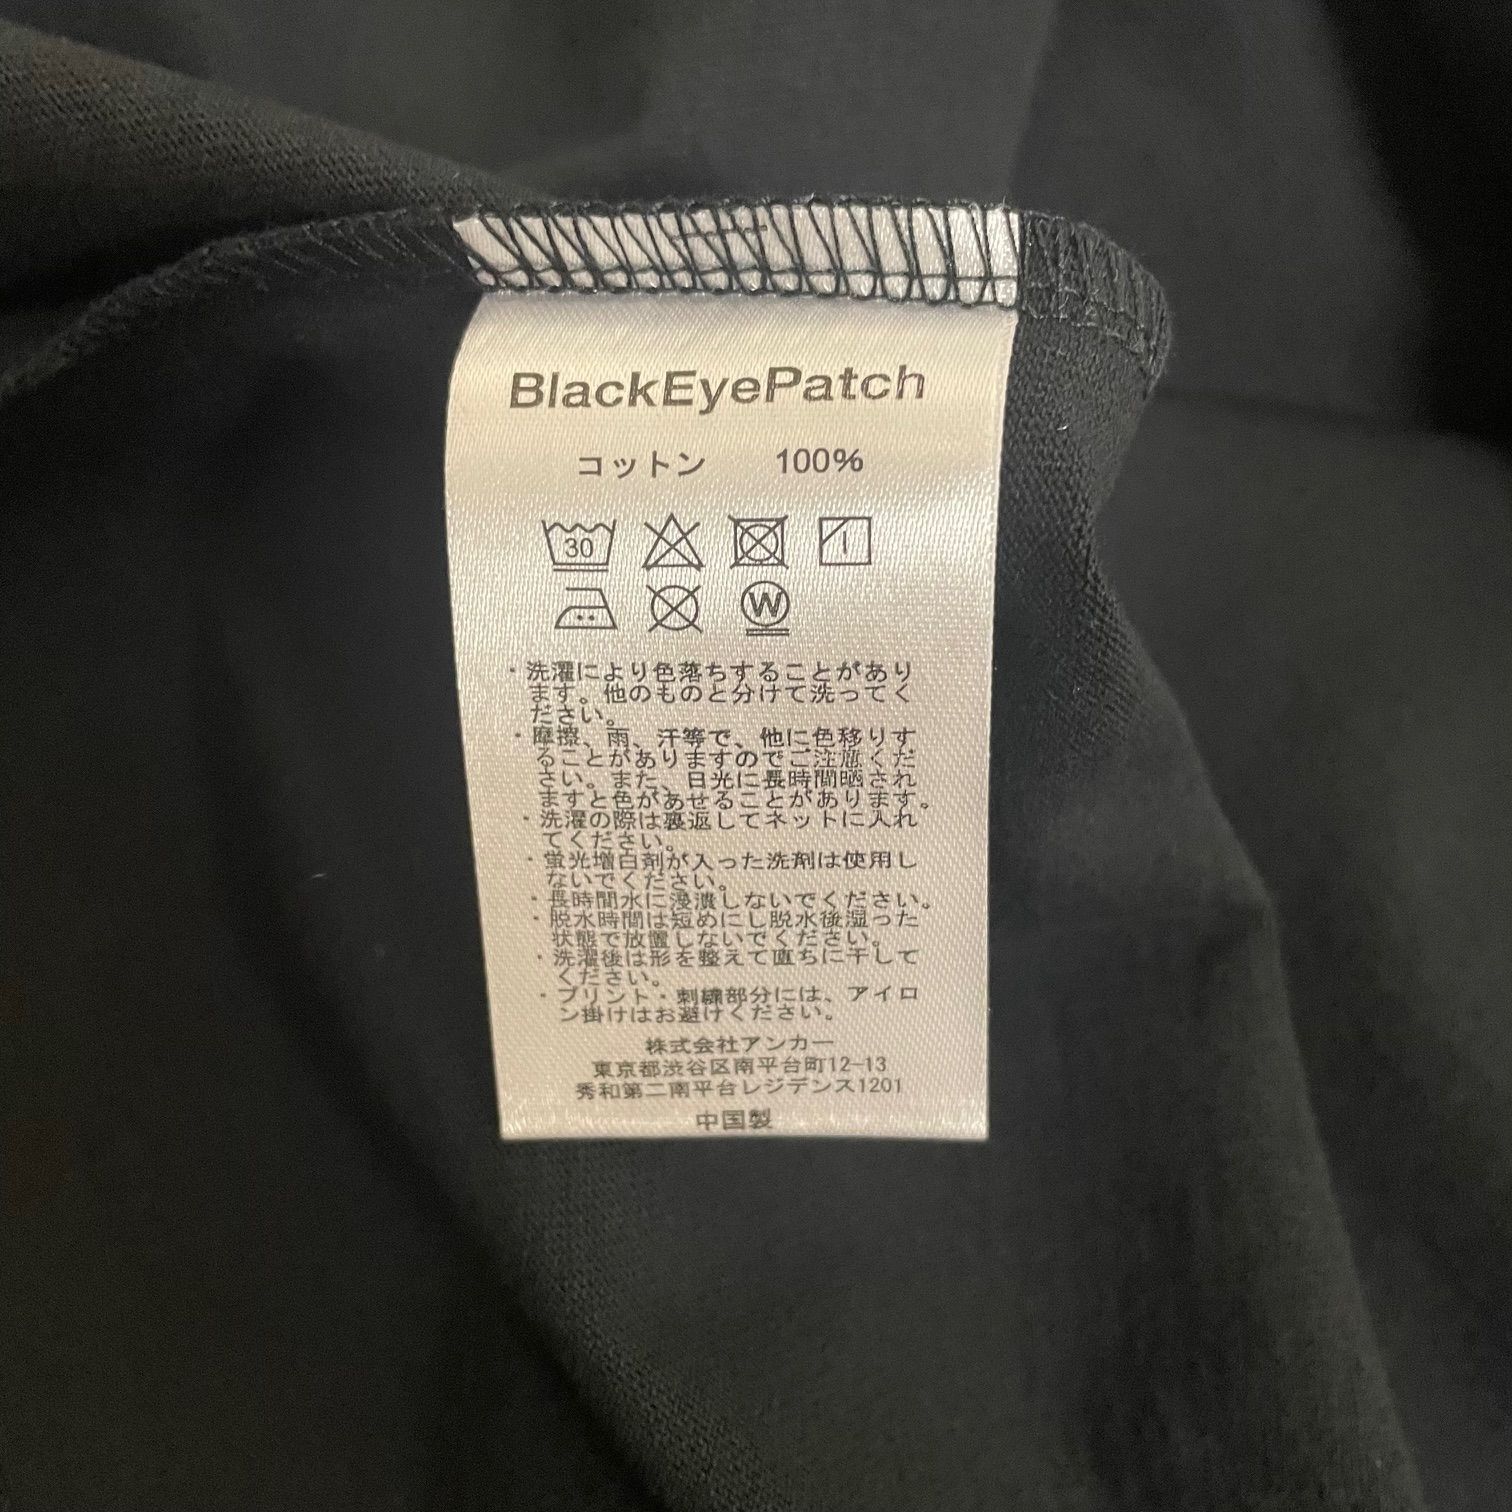 BlackEyePatch
コットン 100%
30
W
・洗濯により色落ちすることがあり
ます。他のものと分けて洗ってく
ださい。
・摩擦、雨、汗等で、他に色移りす
ることがありますのでご注意くだ
さい。また、日光に長時間晒され
ますと色があせることがあります。
・洗濯の際は裏返してネットに入れ
てください。
・蛍光増白剤が入った洗剤は使用し
ないでください。
・長時間水に浸漬しないでください。
・脱水時間は短めにし脱水後湿った
状態で放置しないでください。
・洗濯後は形を整えて直ちに干して
ください。
・プリント・刺繍部分には、アイロ
ン掛けはお避けください。
株式会社アンカー
東京都渋谷区南平台町12-13
秀和第二南平台レジデンス1201
中国製